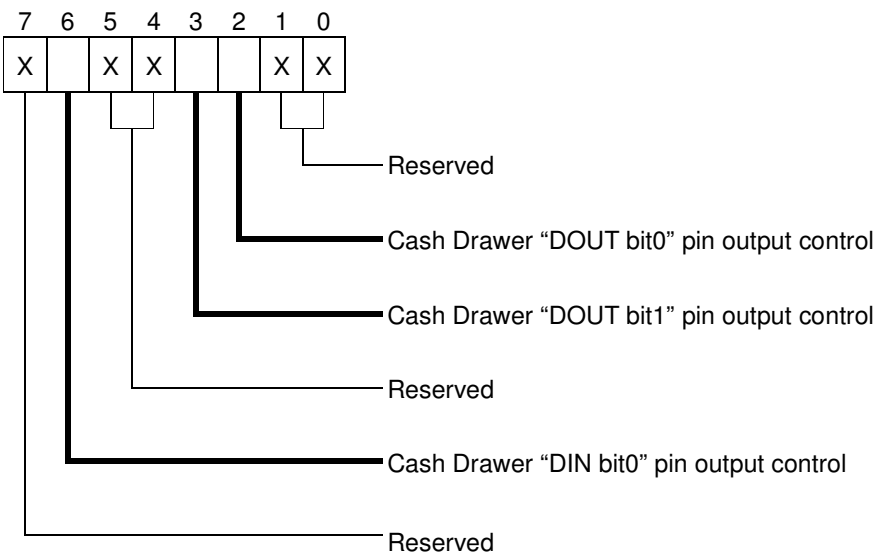 7 6 5 4 3 2 1 0
X X X X X
Reserved
Cash Drawer “DOUT bit0” pin output control
Cash Drawer “DOUT bit1” pin output control
Reserved
Cash Drawer “DIN bit0” pin output control
Reserved